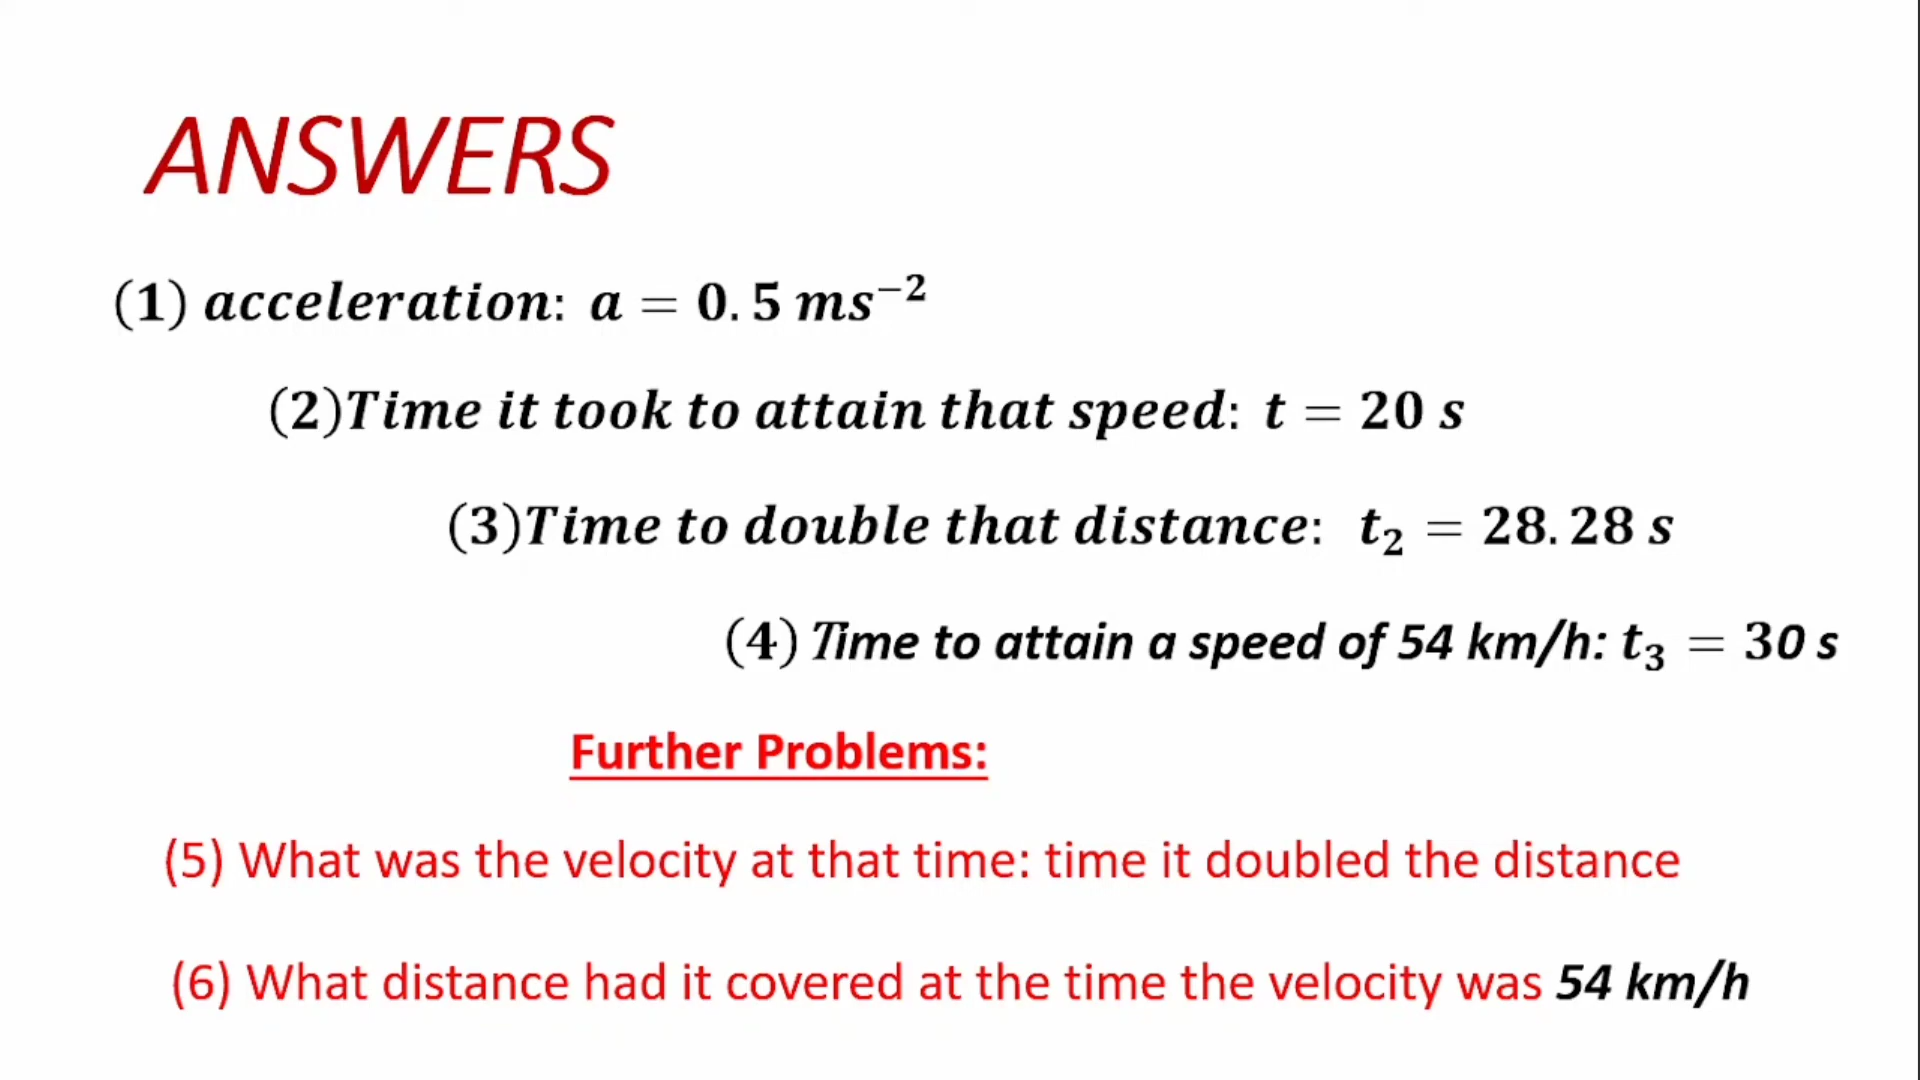 ANSWERS
(1) acceleration: a = 0.5 ms⁻²
(2)Time it took to attain that speed: t = 20 s
(3)Time to double that distance: t₂ = 28.28 s
(4) Time to attain a speed of 54 km/h: t₃ = 30 s
Further Problems:
(5) What was the velocity at that time: time it doubled the distance
(6) What distance had it covered at the time the velocity was 54 km/h